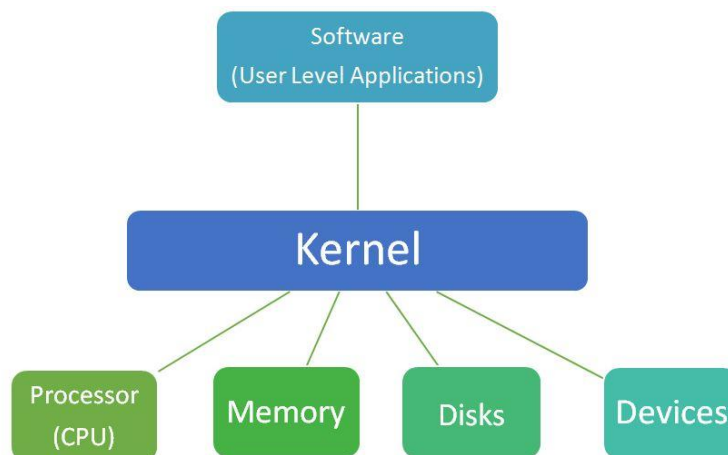 Software
(User Level Applications)
Kernel
Processor
(CPU)
Memory
Disks
Devices